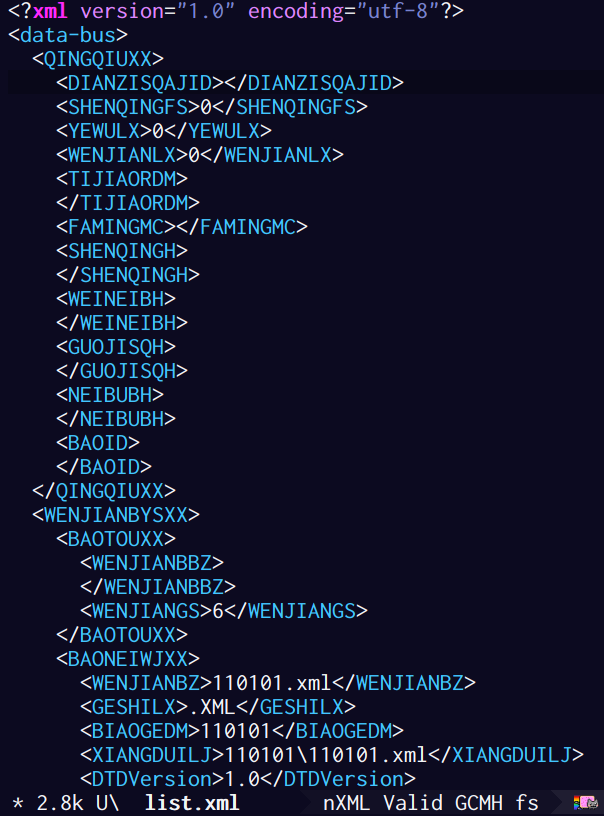 <?xml version="1.0" encoding="utf-8"?>
<data-bus>
  <QINGQIUXX>
    <DIANZISQAJID></DIANZISQAJID>
    <SHENQINGFS>0</SHENQINGFS>
    <YEWULX>0</YEWULX>
    <WENJIANLX>0</WENJIANLX>
    <TIJIAORDM>
    </TIJIAORDM>
    <FAMINGMC></FAMINGMC>
    <SHENQINGH>
    </SHENQINGH>
    <WEINEIBH>
    </WEINEIBH>
    <GUOJISQH>
    </GUOJISQH>
    <NEIBUBH>
    </NEIBUBH>
    <BAOID>
    </BAOID>
  </QINGQIUXX>
  <WENJIANBYSXX>
    <BAOTOUXX>
      <WENJIANBBZ>
      </WENJIANBBZ>
      <WENJIANGS>6</WENJIANGS>
    </BAOTOUXX>
    <BAONEIWJXX>
      <WENJIANBZ>110101.xml</WENJIANBZ>
      <GESHILX>.XML</GESHILX>
      <BIAOGEDM>110101</BIAOGEDM>
      <XIANGDUILJ>110101\110101.xml</XIANGDUILJ>
      <DTDVersion>1.0</DTDVersion>
* 2.8k U\ list.xml nXML Valid GCMH fs